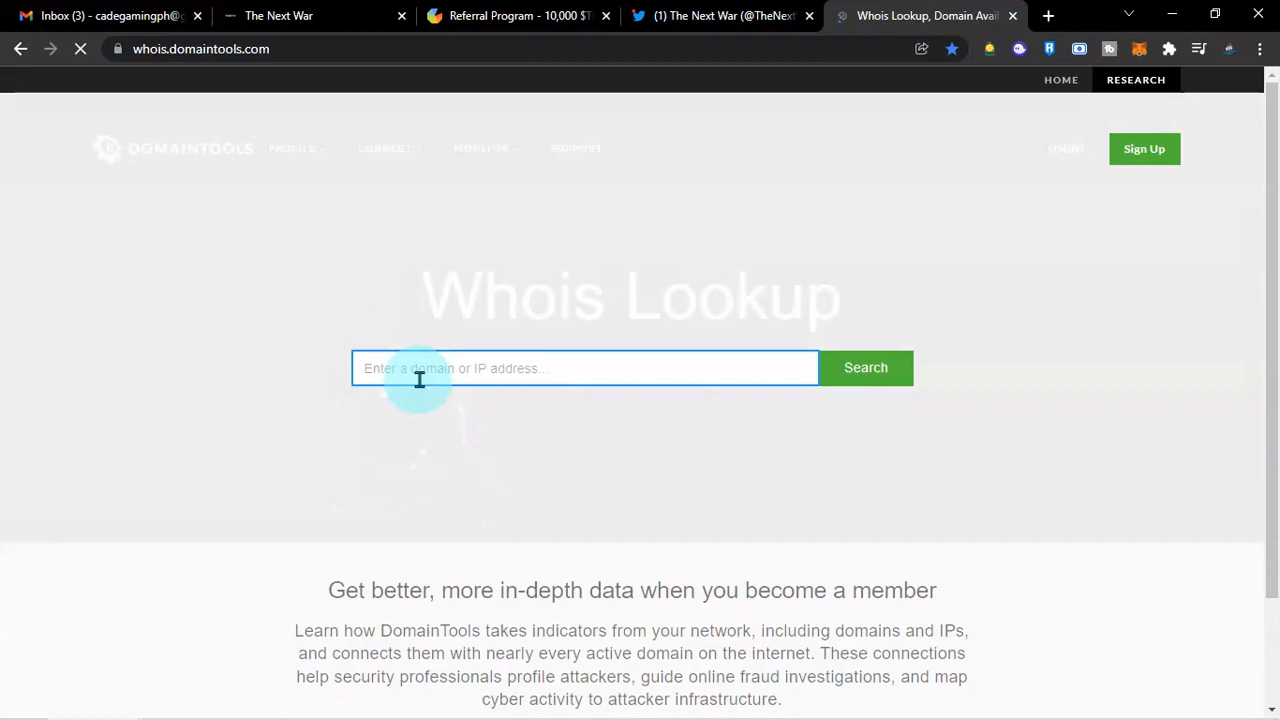 Inbox (3) - cadegamingph@g
The Next War
Referral Program - 10,000 $T
(1) The Next War (@TheNext
Whois Lookup, Domain Avai
whois.domaintools.com
HOME
RESEARCH
DOMAINTOOLS
PROFILE
CONNECT
MONITOR
SUPPORT
LOGIN
Sign Up
Whois Lookup
Enter a domain or IP address...
Search
Get better, more in-depth data when you become a member
Learn how DomainTools takes indicators from your network, including domains and IPs,
and connects them with nearly every active domain on the internet. These connections
help security professionals profile attackers, guide online fraud investigations, and map
cyber activity to attacker infrastructure.